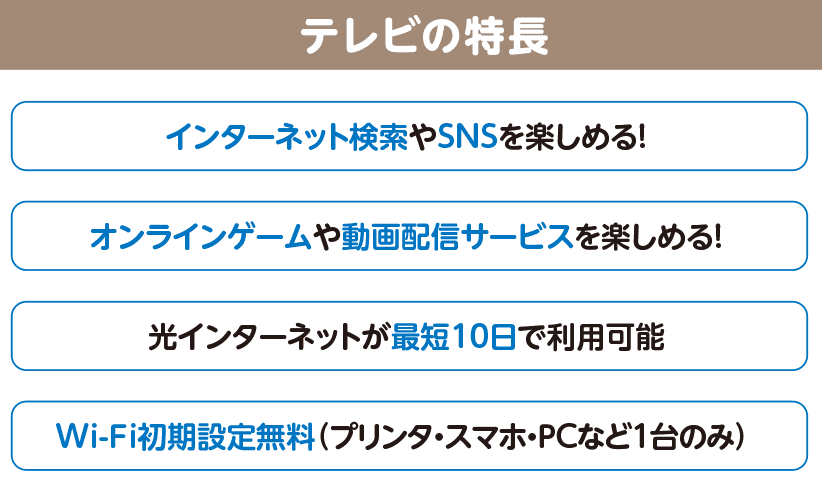 テレビの特長
インターネット検索やSNSを楽しめる!
オンラインゲームや動画配信サービスを楽しめる!
光インターネットが最短10日で利用可能
Wi-Fi初期設定無料(プリンタ・スマホ・PCなど1台のみ)